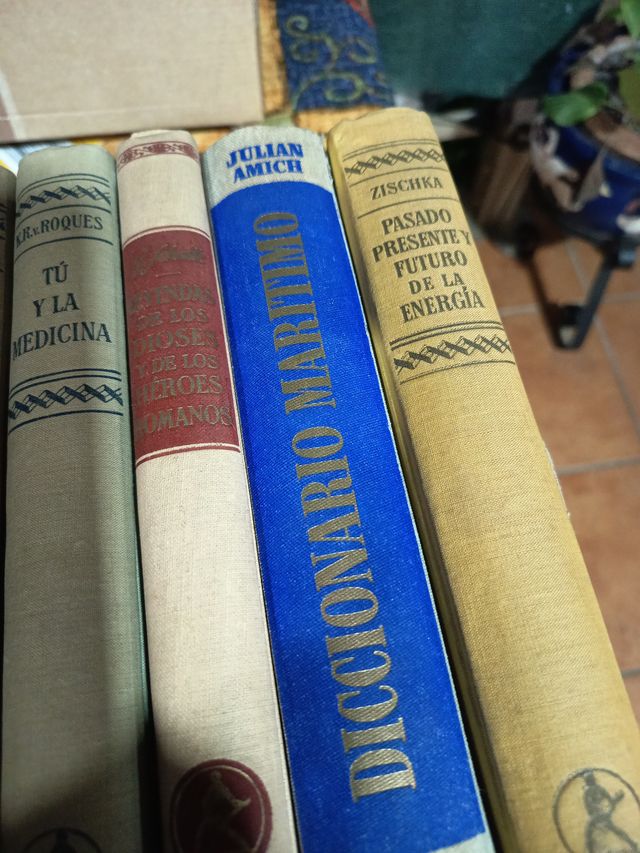 K.R.v.ROQUES
TÚ
Y LA
MEDICINA
LEYENDAS
DE LOS
DIOSES
Y DE LOS
HÉROES
ROMANOS
JULIAN
AMICH
DICCIONARIO MARITIMO
ZISCHKA
PASADO
PRESENTE Y
FUTURO
DE LA
ENERGÍA